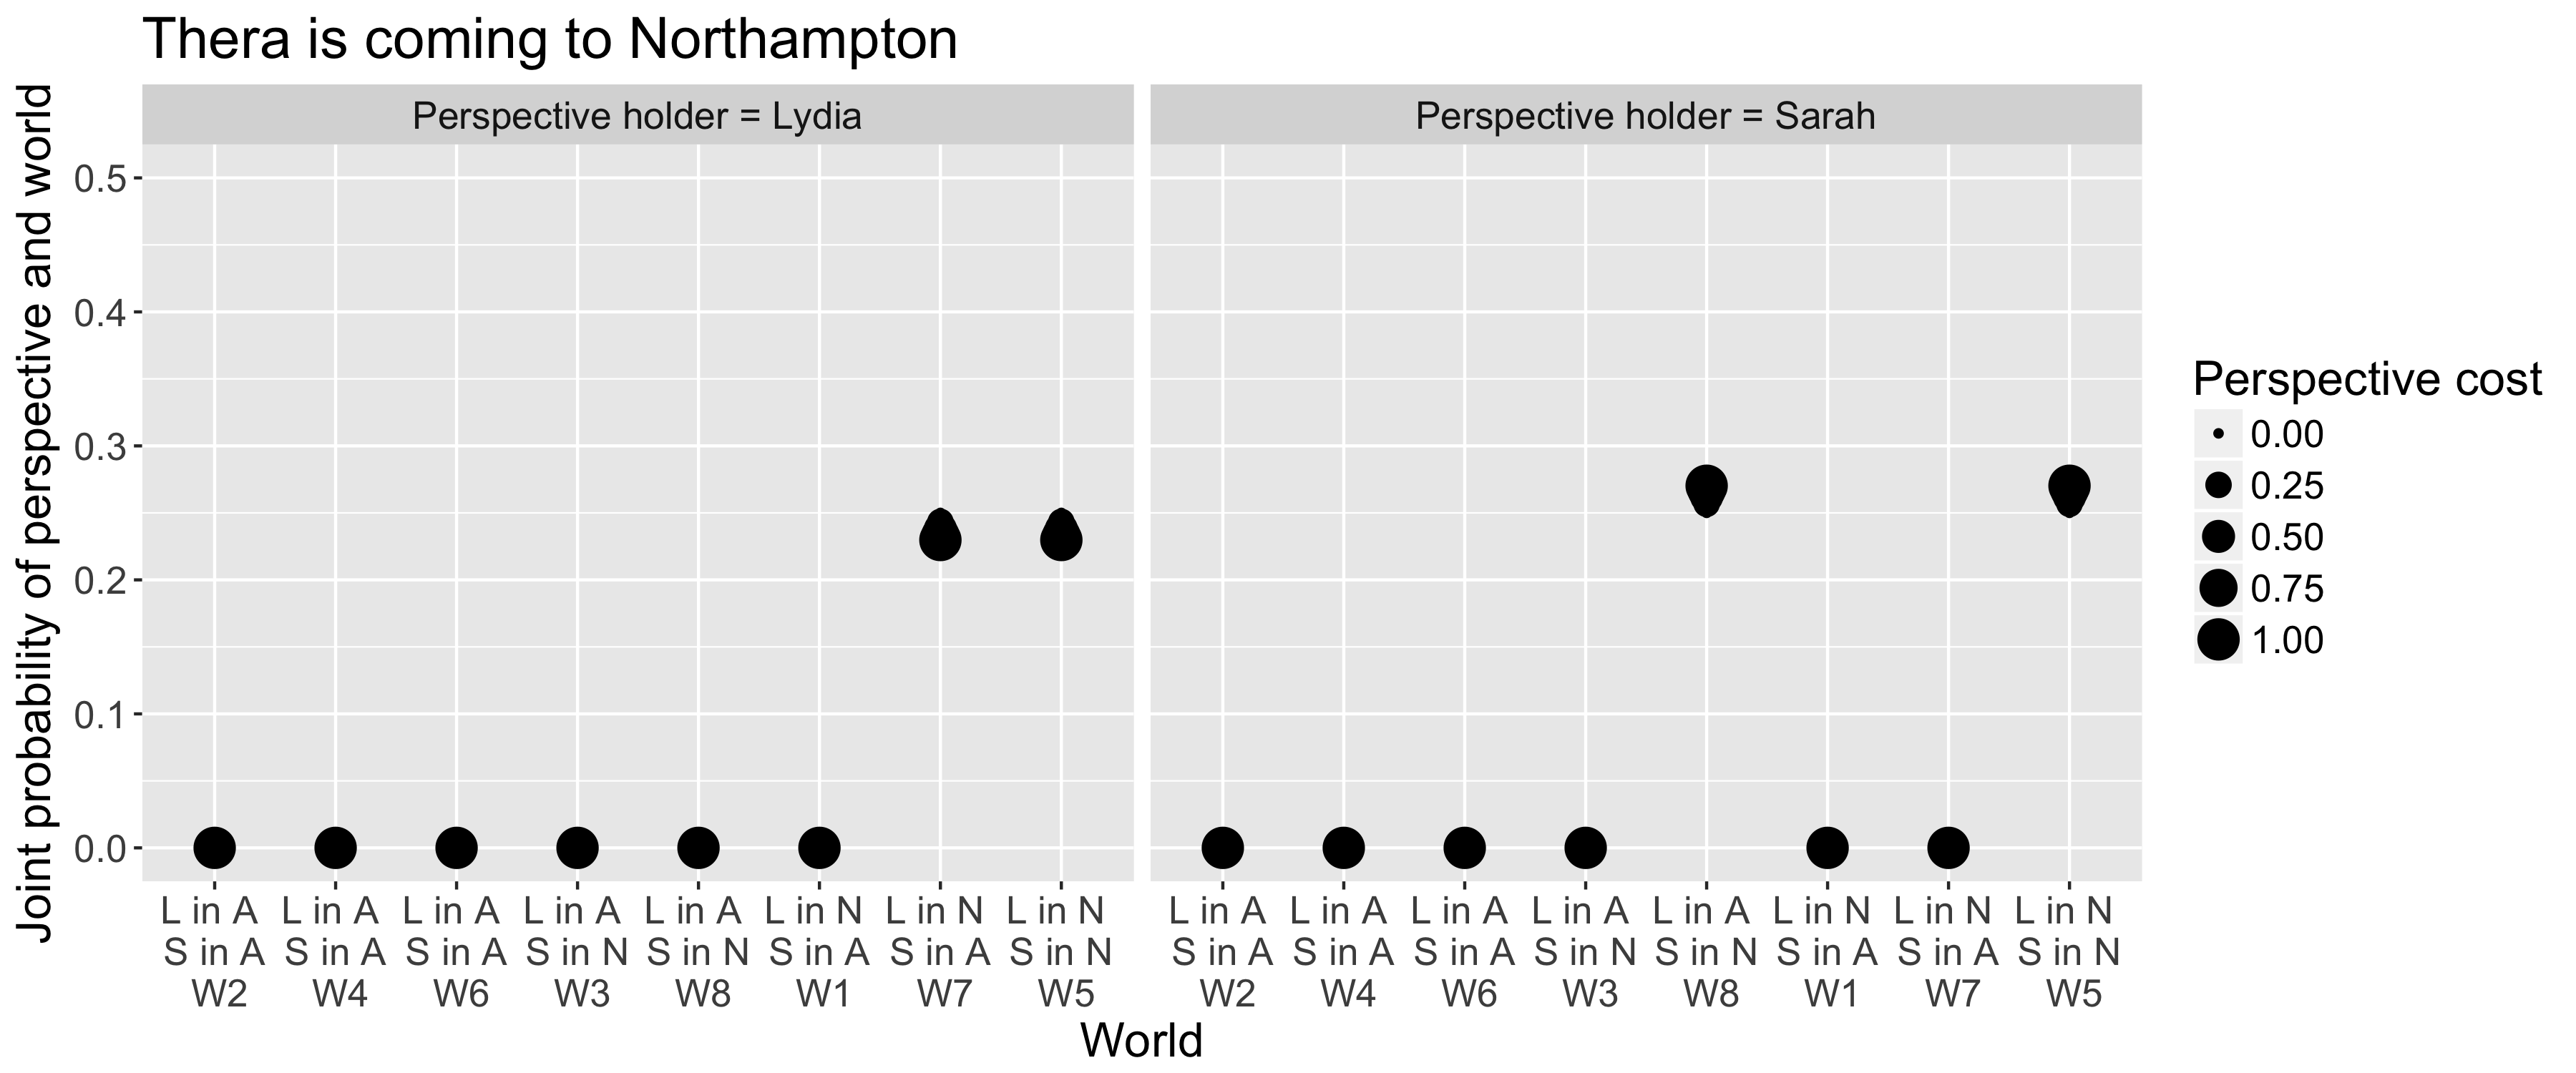 Thera is coming to Northampton
Perspective holder = Lydia
Perspective holder = Sarah
Joint probability of perspective and world
0.5
0.4
0.3
0.2
0.1
0.0
L in A L in A L in A L in A L in A L in N L in N L in N
S in A S in A S in A S in N S in N S in A S in A S in N
W2 W4 W6 W3 W8 W1 W7 W5
L in A L in A L in A L in A L in A L in N L in N L in N
S in A S in A S in A S in N S in N S in A S in A S in N
W2 W4 W6 W3 W8 W1 W7 W5
World
Perspective cost
0.00
0.25
0.50
0.75
1.00